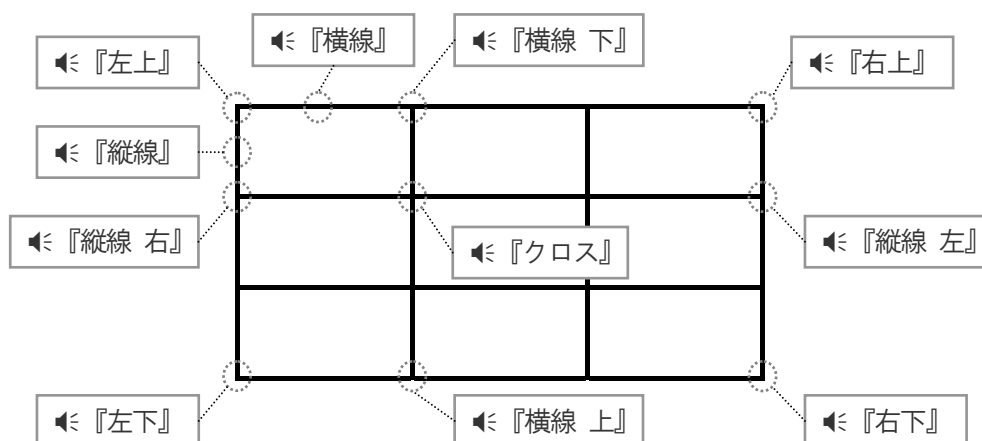 『左上』
『横線』
『横線 下』
『右上』
『縦線』
『縦線 右』
『クロス』
『縦線 左』
『左下』
『横線 上』
『右下』